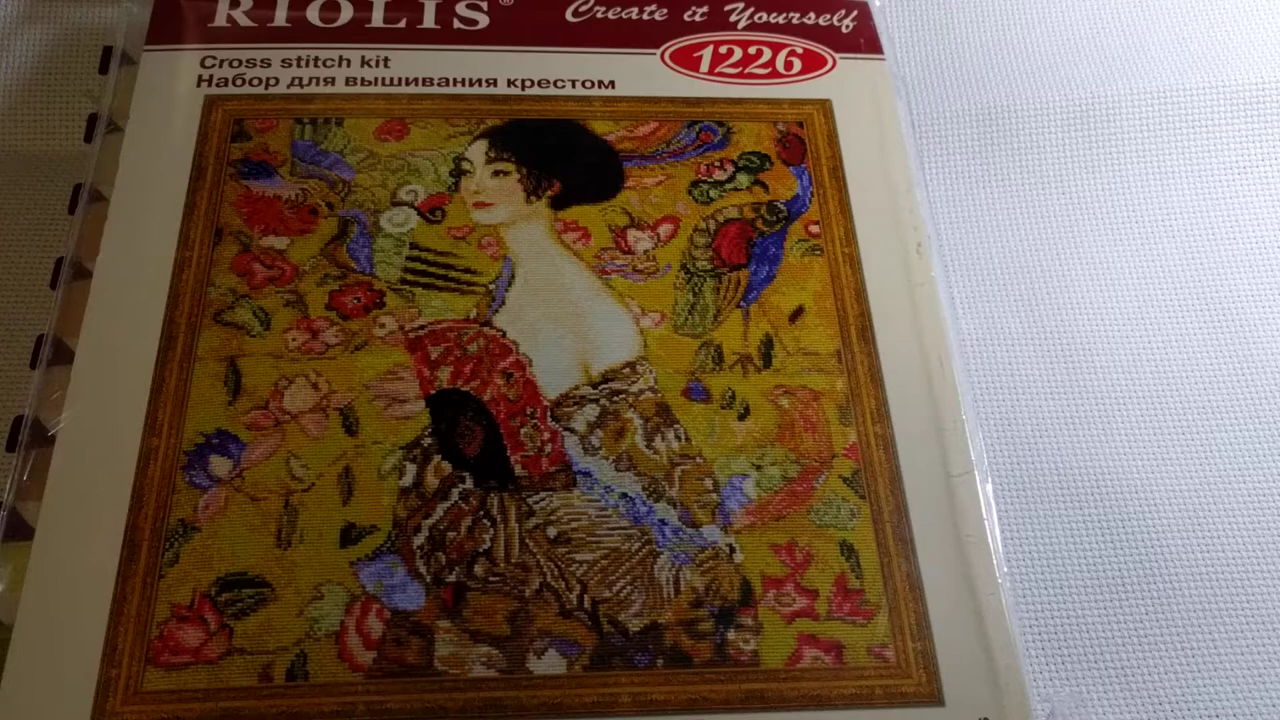 RIOLIS®
Create it Yourself
1226
Cross stitch kit
Набор для вышивания крестом